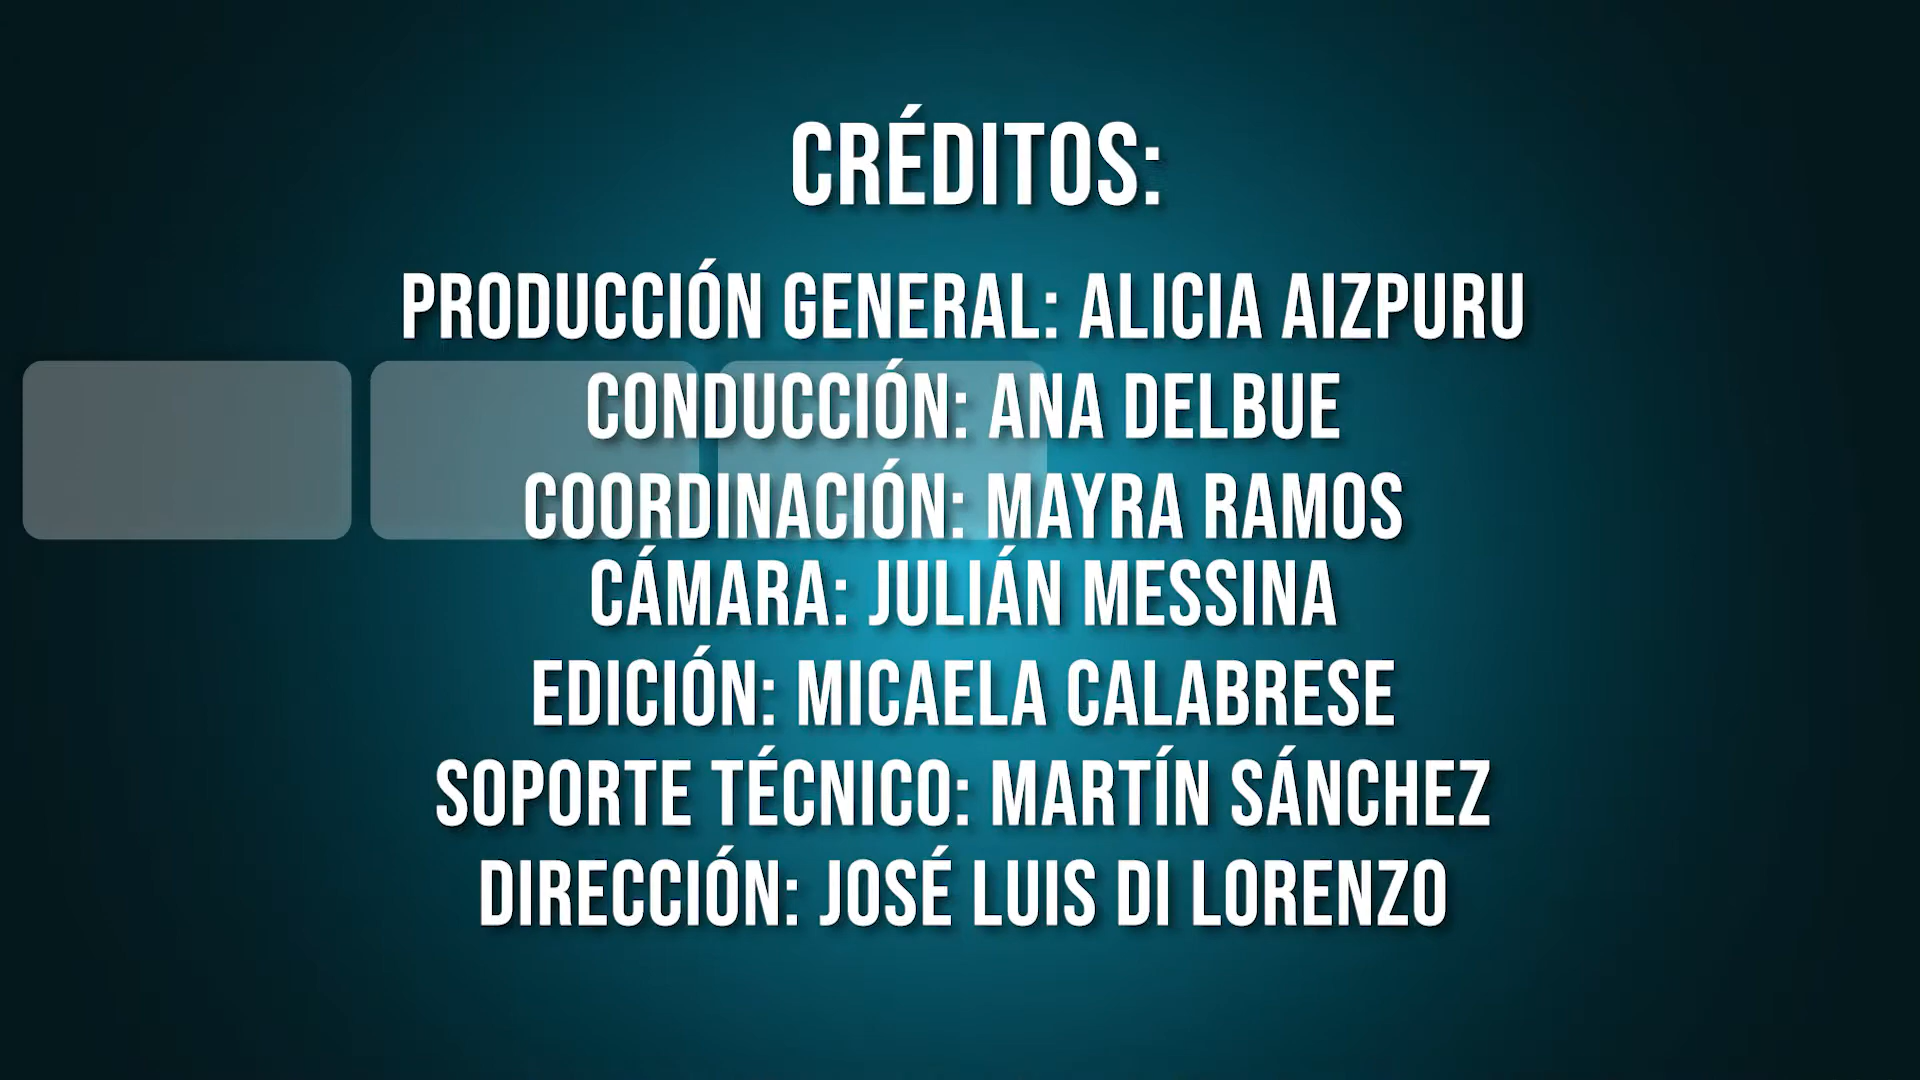 CRÉDITOS:
PRODUCCIÓN GENERAL: ALICIA AIZPURU
CONDUCCIÓN: ANA DELBUE
COORDINACIÓN: MAYRA RAMOS
CÁMARA: JULIÁN MESSINA
EDICIÓN: MICAELA CALABRESE
SOPORTE TÉCNICO: MARTÍN SÁNCHEZ
DIRECCIÓN: JOSÉ LUIS DI LORENZO